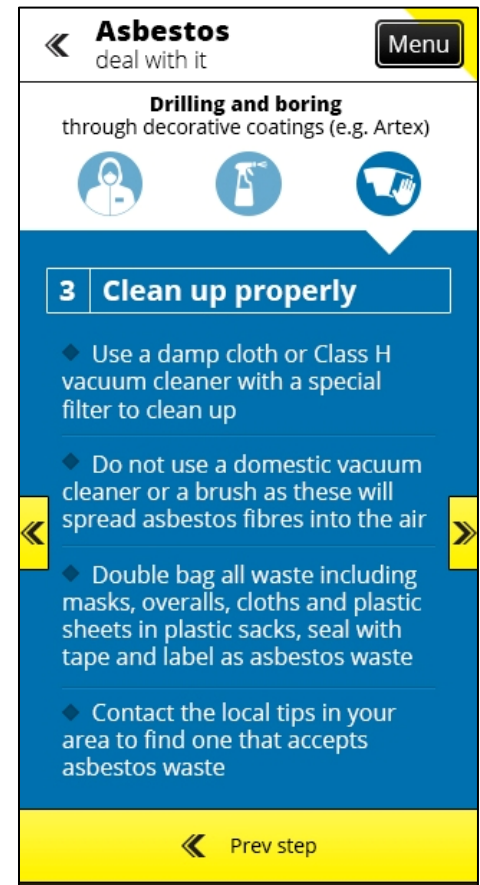 Asbestos
deal with it
Menu
Drilling and boring
through decorative coatings (e.g. Artex)
3 Clean up properly
Use a damp cloth or Class H
vacuum cleaner with a special
filter to clean up
Do not use a domestic vacuum
cleaner or a brush as these will
spread asbestos fibres into the air
Double bag all waste including
masks, overalls, cloths and plastic
sheets in plastic sacks, seal with
tape and label as asbestos waste
Contact the local tips in your
area to find one that accepts
asbestos waste
Prev step